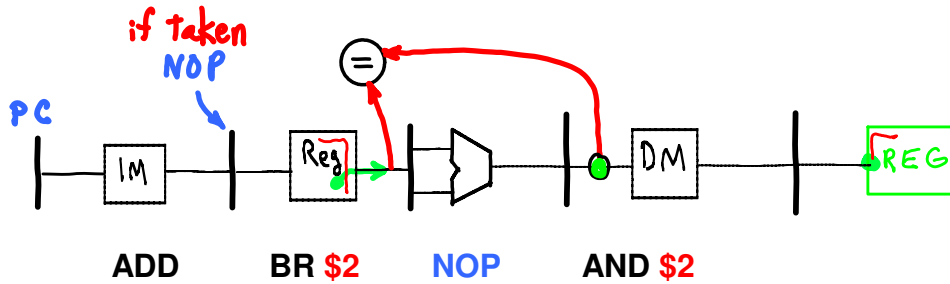 if taken
NOP
PC
=
IM
Reg
DM
REG
ADD BR $2 NOP AND $2